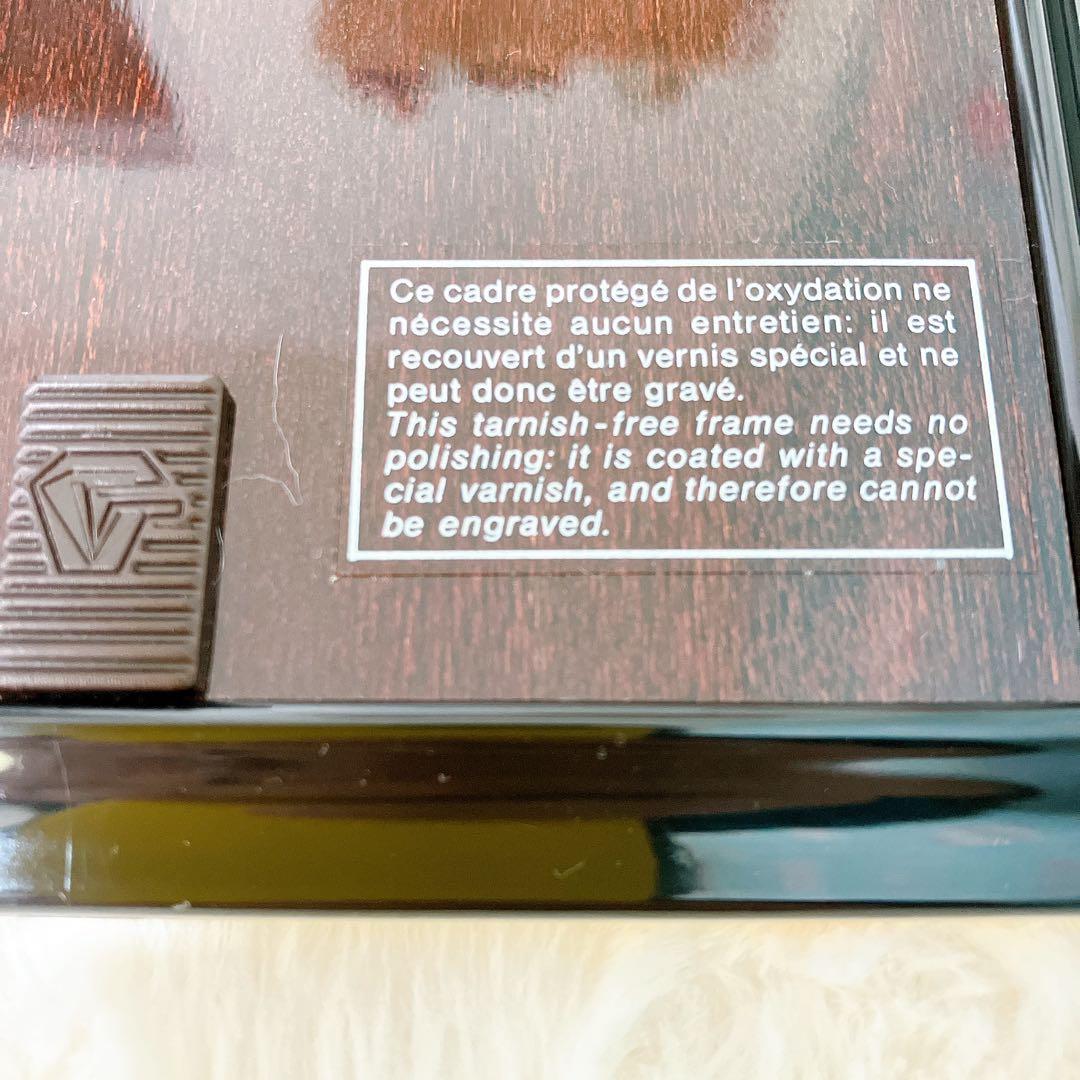 Ce cadre protégé de l'oxydation ne
nécessite aucun entretien: il est
recouvert d'un vernis spécial et ne
peut donc être gravé.
This tarnish-free frame needs no
polishing: it is coated with a spe-
cial varnish, and therefore cannot
be engraved.